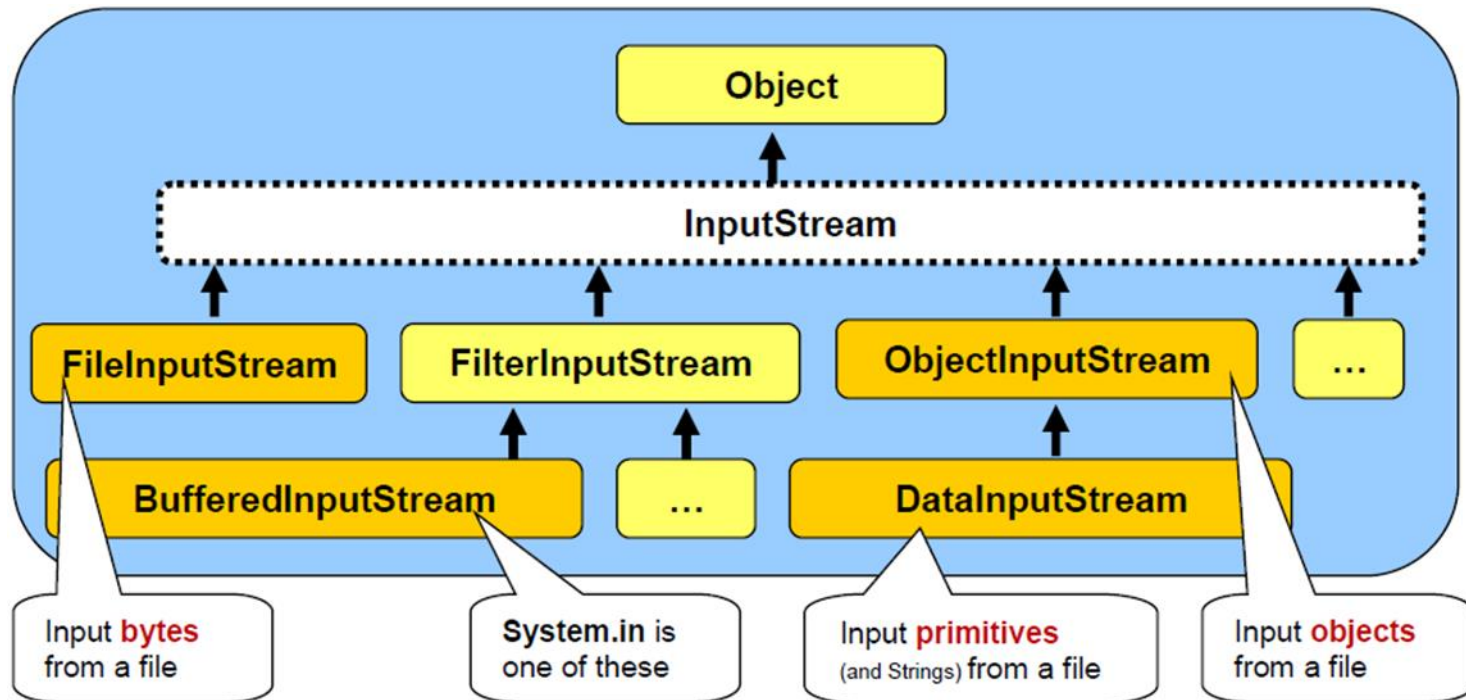 Object
InputStream
FileInputStream
FilterInputStream
ObjectInputStream
...
BufferedInputStream
...
DataInputStream
Input bytes
from a file
System.in is
one of these
Input primitives
(and Strings) from a file
Input objects
from a file